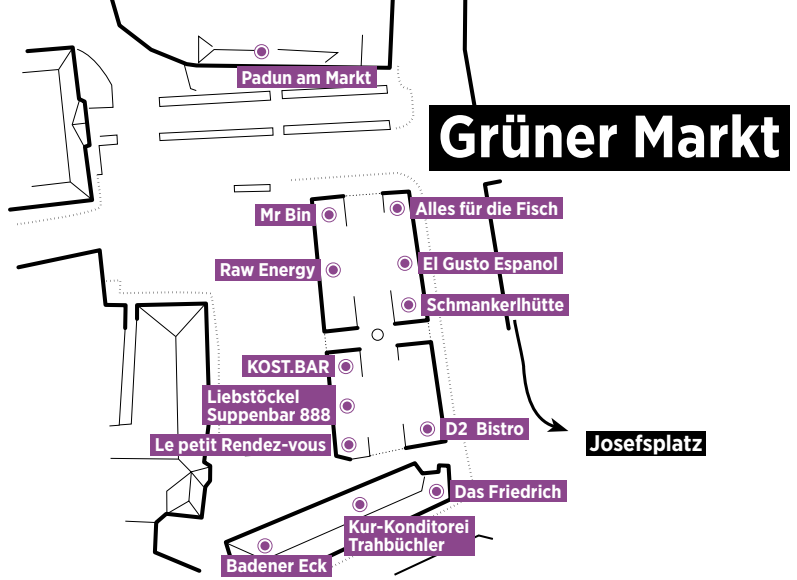 Padun am Markt
Grüner Markt
Mr Bin
Alles für die Fisch
Raw Energy
El Gusto Espanol
Schmankerlhütte
KOST.BAR
Liebstöckel
Suppenbar 888
D2 Bistro
Le petit Rendez-vous
Josefsplatz
Das Friedrich
Kur-Konditorei
Trahbüchler
Badener Eck